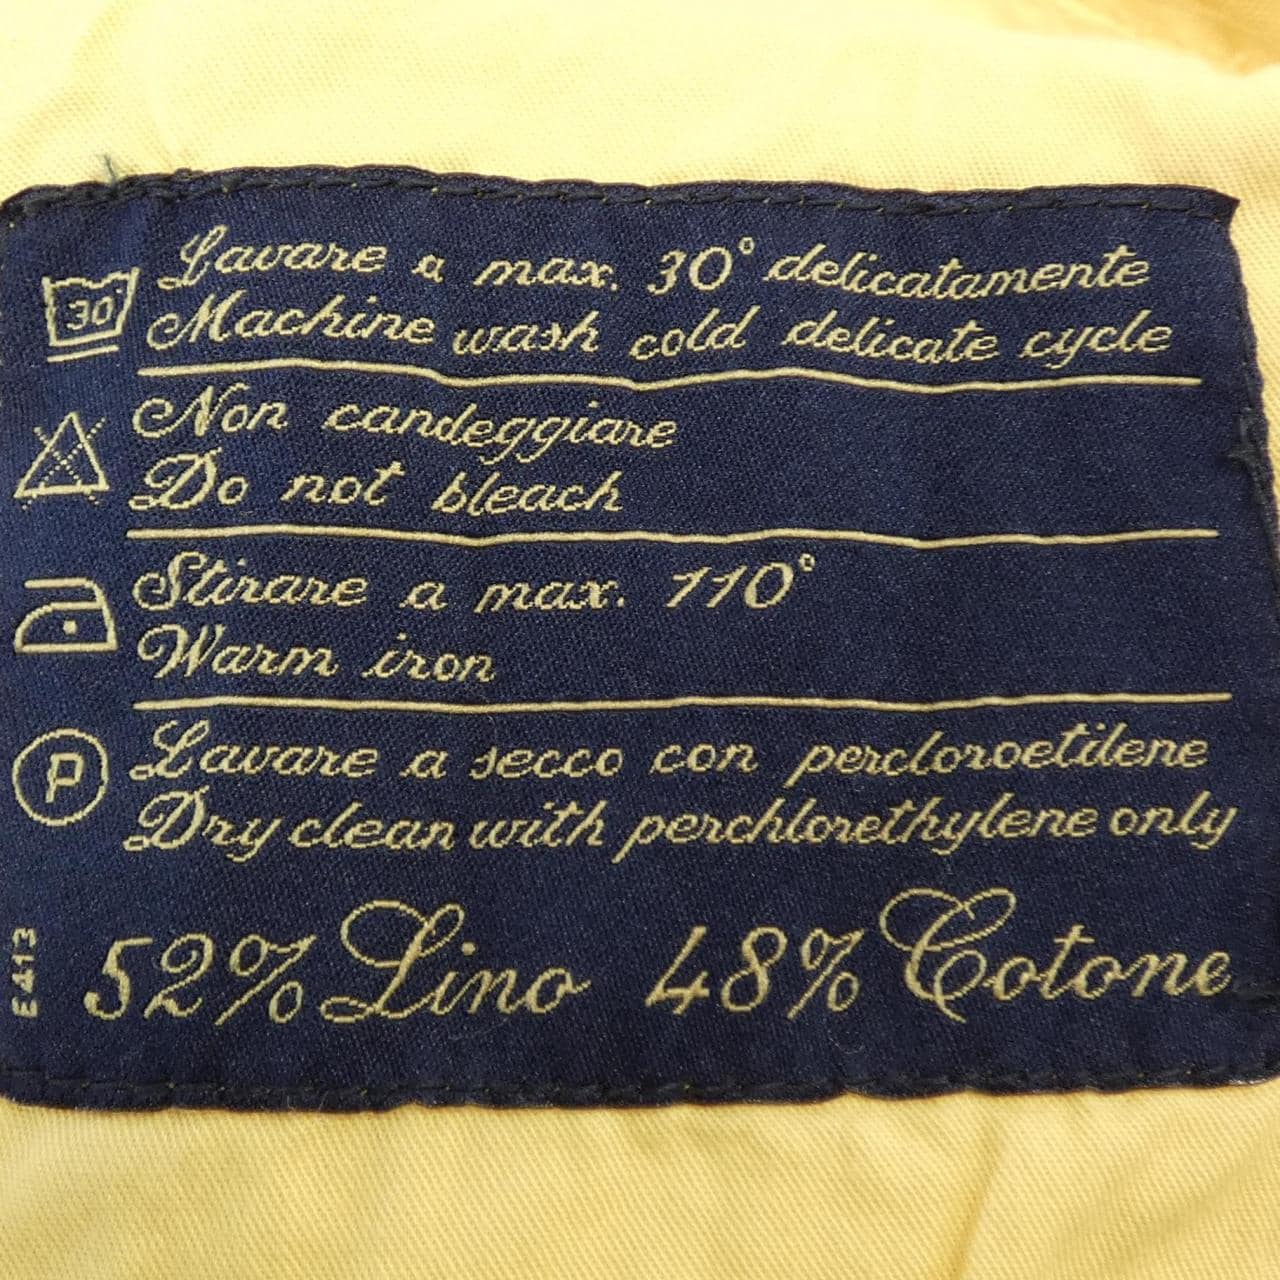 Lavare a max. 30° delicatamente
30°
Machine wash cold delicate cycle
Non candeggiare
Do not bleach
Stirare a max. 110°
Warm iron
Lavare a secco con percloroetilene
P
Dry clean with perchlorethylene only
52% Lino 48% Cotone
E413